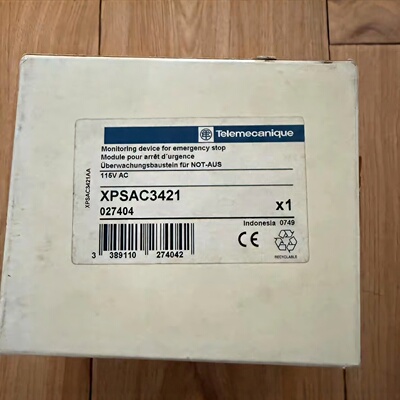 Telemecanique
Monitoring device for emergency stop
Module pour arrêt d'urgence
Überwachungsbaustein für NOT-AUS
115V AC
XPSAC3421AA
XPSAC3421
027404
x1
Indonesia 0749
CE
RECYCLABLE
3 389110 274042